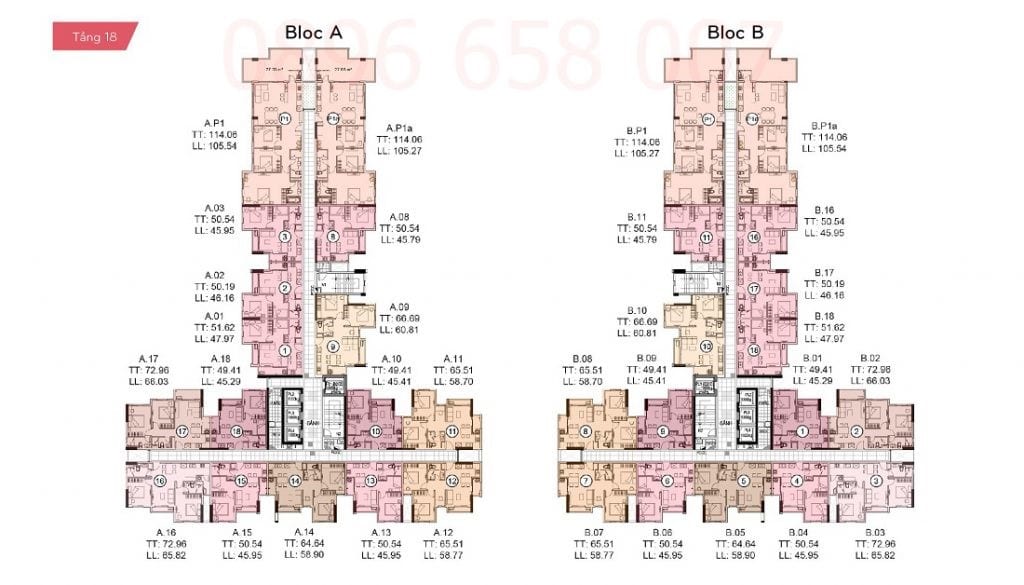 0896 658 097
Tầng 18
Bloc A
Bloc B
A.P1
TT: 114.06
LL: 105.54
A.P1a
TT: 114.06
LL: 105.27
B.P1
TT: 114.06
LL: 105.27
B.P1a
TT: 114.06
LL: 105.54
P1
P1a
P1
P1a
A.03
TT: 50.54
LL: 45.95
A.08
TT: 50.54
LL: 45.79
B.11
TT: 50.54
LL: 45.79
B.16
TT: 50.54
LL: 45.95
3
8
11
16
A.02
TT: 50.19
LL: 46.16
B.17
TT: 50.19
LL: 46.16
2
17
A.01
TT: 51.62
LL: 47.97
A.09
TT: 66.69
LL: 60.81
B.10
TT: 66.69
LL: 60.81
B.18
TT: 51.62
LL: 47.97
1
9
10
18
A.17
TT: 72.96
LL: 66.03
A.18
TT: 49.41
LL: 45.29
A.10
TT: 49.41
LL: 45.41
A.11
TT: 65.51
LL: 58.70
B.08
TT: 65.51
LL: 58.70
B.09
TT: 49.41
LL: 45.41
B.01
TT: 49.41
LL: 45.29
B.02
TT: 72.96
LL: 66.03
17
18
SẢNH
10
11
8
9
SẢNH
1
2
16
15
14
13
12
7
6
5
4
3
A.16
TT: 72.96
LL: 65.82
A.15
TT: 50.54
LL: 45.95
A.14
TT: 64.64
LL: 58.90
A.13
TT: 50.54
LL: 45.95
A.12
TT: 65.51
LL: 58.77
B.07
TT: 65.51
LL: 58.77
B.06
TT: 50.54
LL: 45.95
B.05
TT: 64.64
LL: 58.90
B.04
TT: 50.54
LL: 45.95
B.03
TT: 72.96
LL: 65.82